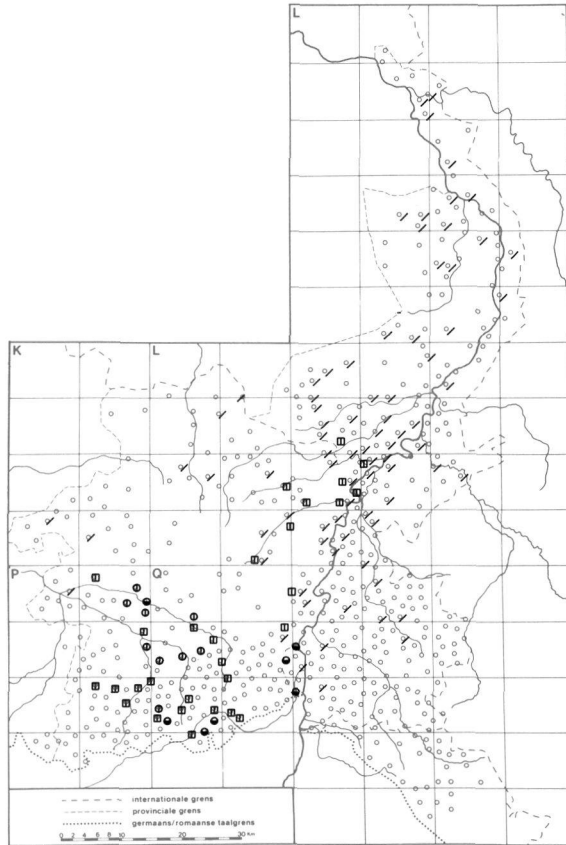 L
K L
P Q
internationale grens
provinciale grens
germaans/romaanse taalgrens
0 2 4 6 8 10 20 30 Km